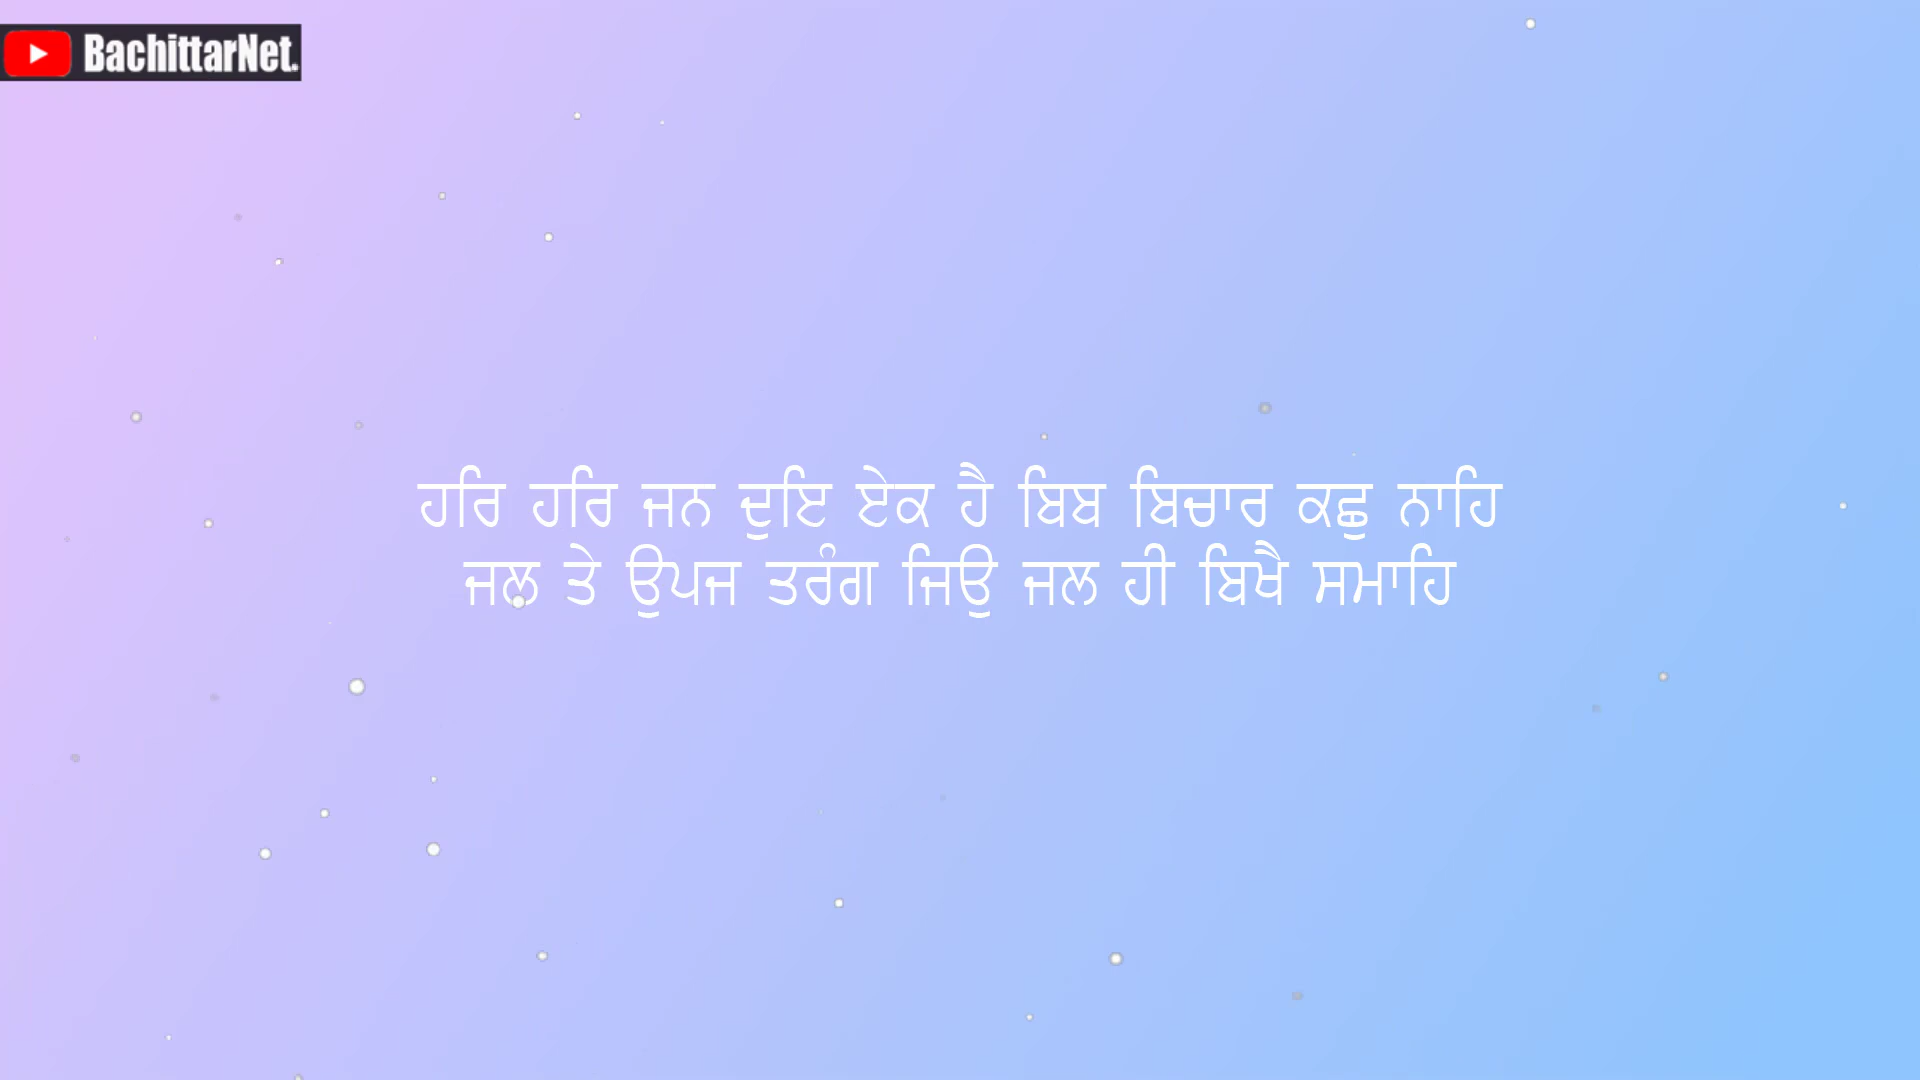 BachittarNet.
ਹਰਿ ਹਰਿ ਜਨ ਦੁਇ ਏਕ ਹੈ ਬਿਬ ਬਿਚਾਰ ਕਛੁ ਨਾਹਿ
ਜਲ ਤੇ ਉਪਜ ਤਰੰਗ ਜਿਉ ਜਲ ਹੀ ਬਿਖੈ ਸਮਾਹਿ